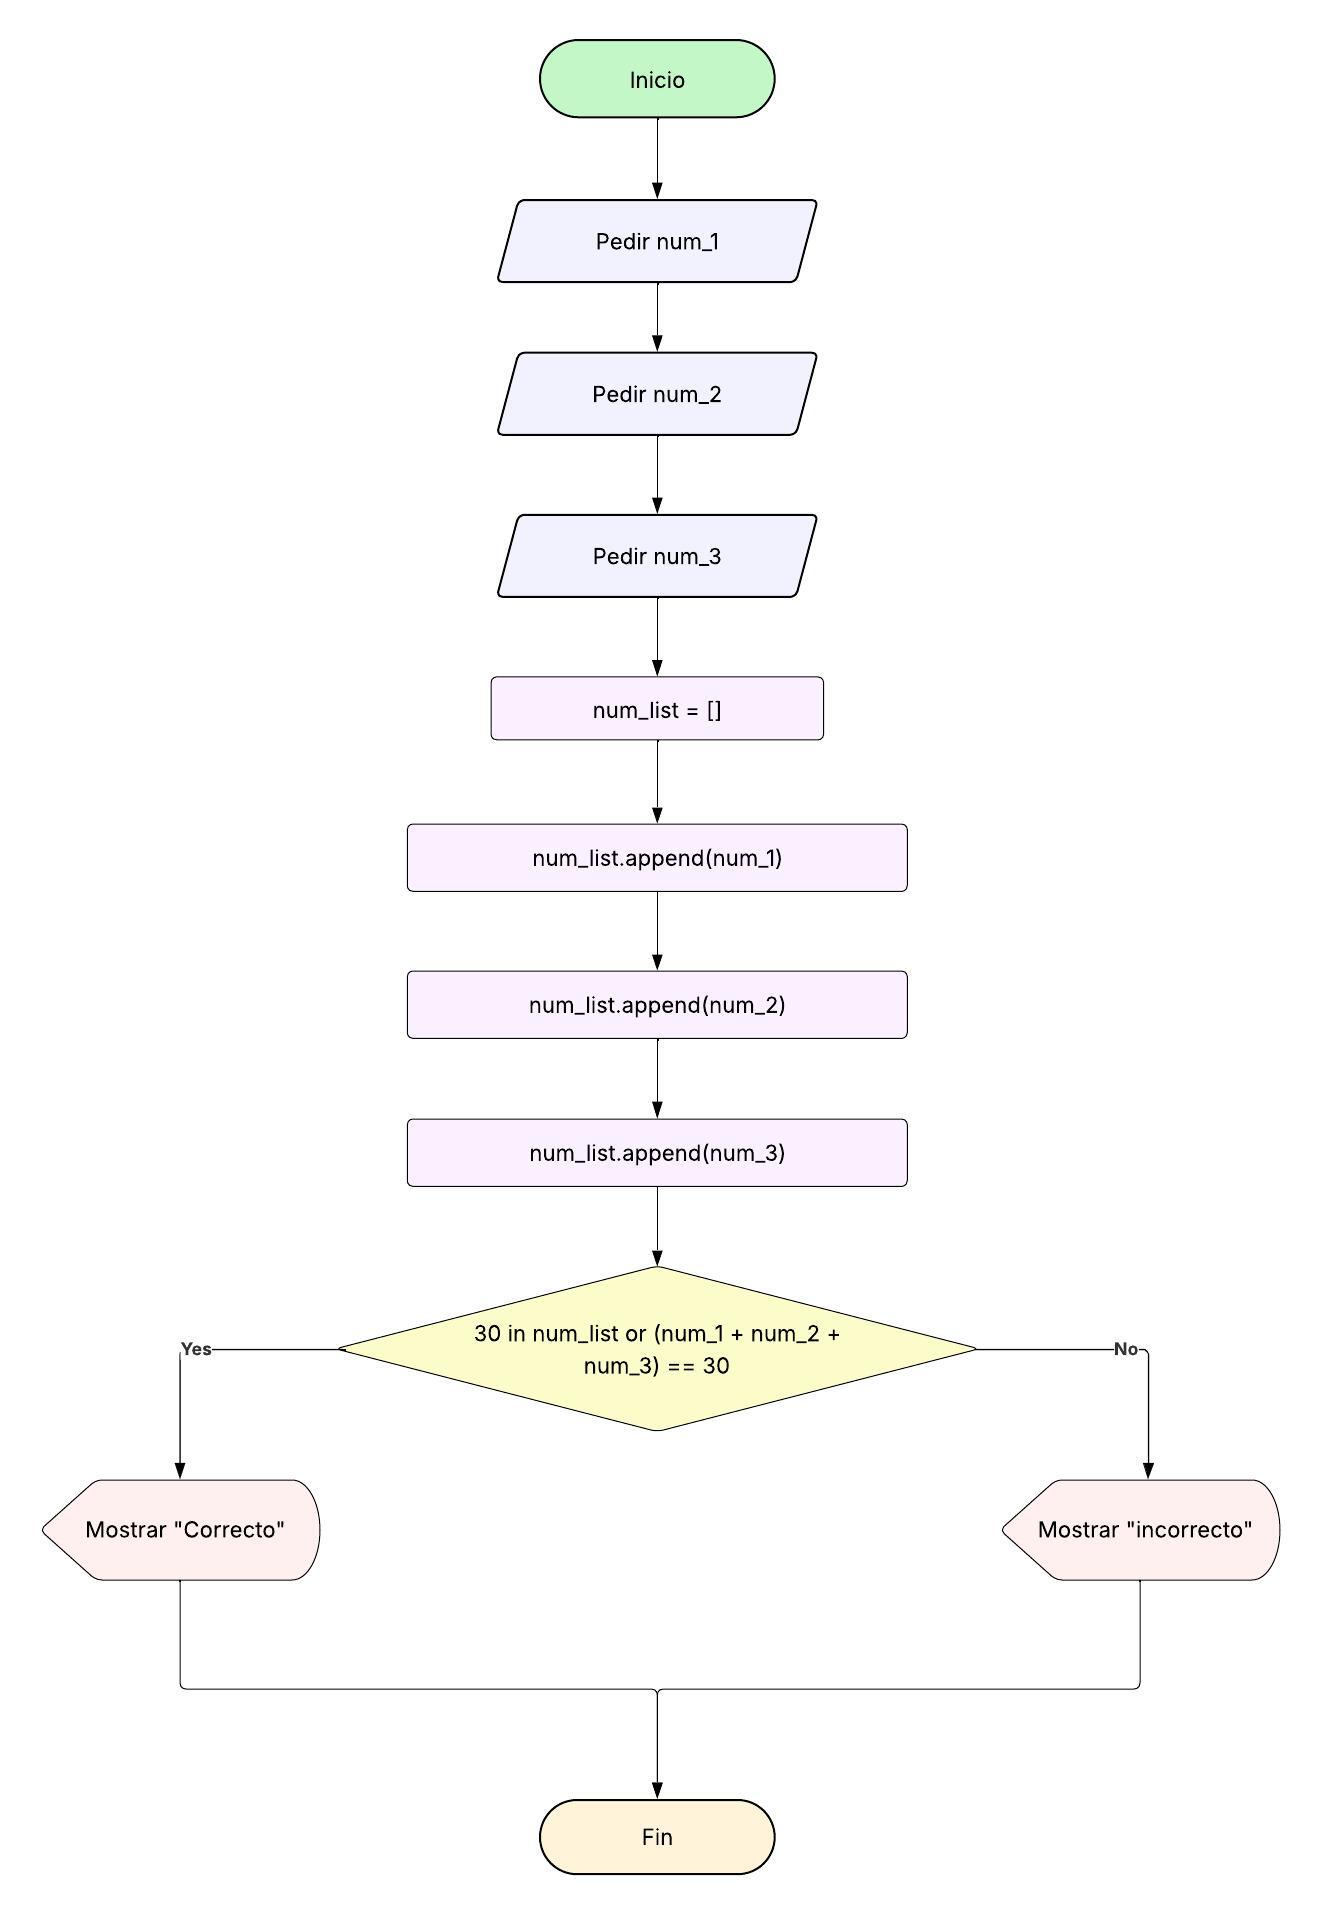 Inicio
Pedir num_1
Pedir num_2
Pedir num_3
num_list = []
num_list.append(num_1)
num_list.append(num_2)
num_list.append(num_3)
30 in num_list or (num_1 + num_2 +
num_3) == 30
Yes
No
Mostrar "Correcto"
Mostrar "incorrecto"
Fin